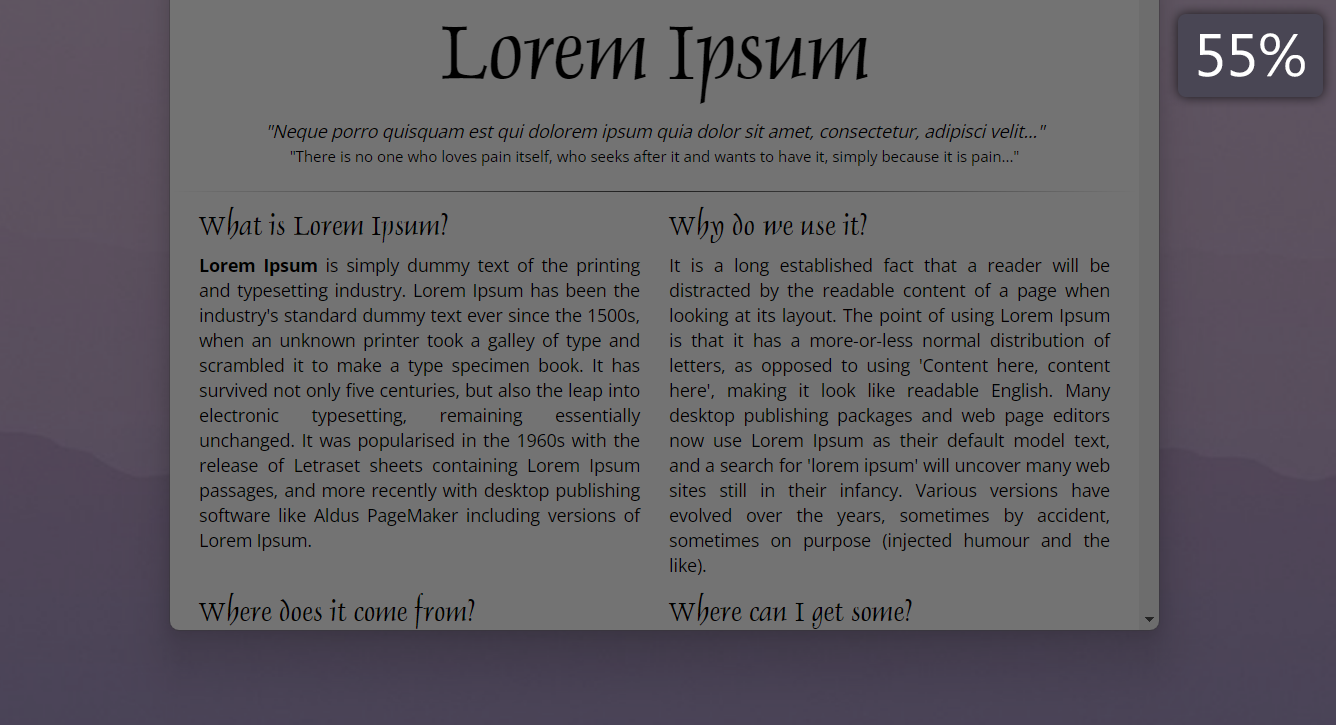 Lorem Ipsum
55%
"Neque porro quisquam est qui dolorem ipsum quia dolor sit amet, consectetur, adipisci velit..."
"There is no one who loves pain itself, who seeks after it and wants to have it, simply because it is pain..."
What is Lorem Ipsum?
Lorem Ipsum is simply dummy text of the printing
and typesetting industry. Lorem Ipsum has been the
industry's standard dummy text ever since the 1500s,
when an unknown printer took a galley of type and
scrambled it to make a type specimen book. It has
survived not only five centuries, but also the leap into
electronic typesetting, remaining essentially
unchanged. It was popularised in the 1960s with the
release of Letraset sheets containing Lorem Ipsum
passages, and more recently with desktop publishing
software like Aldus PageMaker including versions of
Lorem Ipsum.
Why do we use it?
It is a long established fact that a reader will be
distracted by the readable content of a page when
looking at its layout. The point of using Lorem Ipsum
is that it has a more-or-less normal distribution of
letters, as opposed to using 'Content here, content
here', making it look like readable English. Many
desktop publishing packages and web page editors
now use Lorem Ipsum as their default model text,
and a search for 'lorem ipsum' will uncover many web
sites still in their infancy. Various versions have
evolved over the years, sometimes by accident,
sometimes on purpose (injected humour and the
like).
Where does it come from?
Where can I get some?